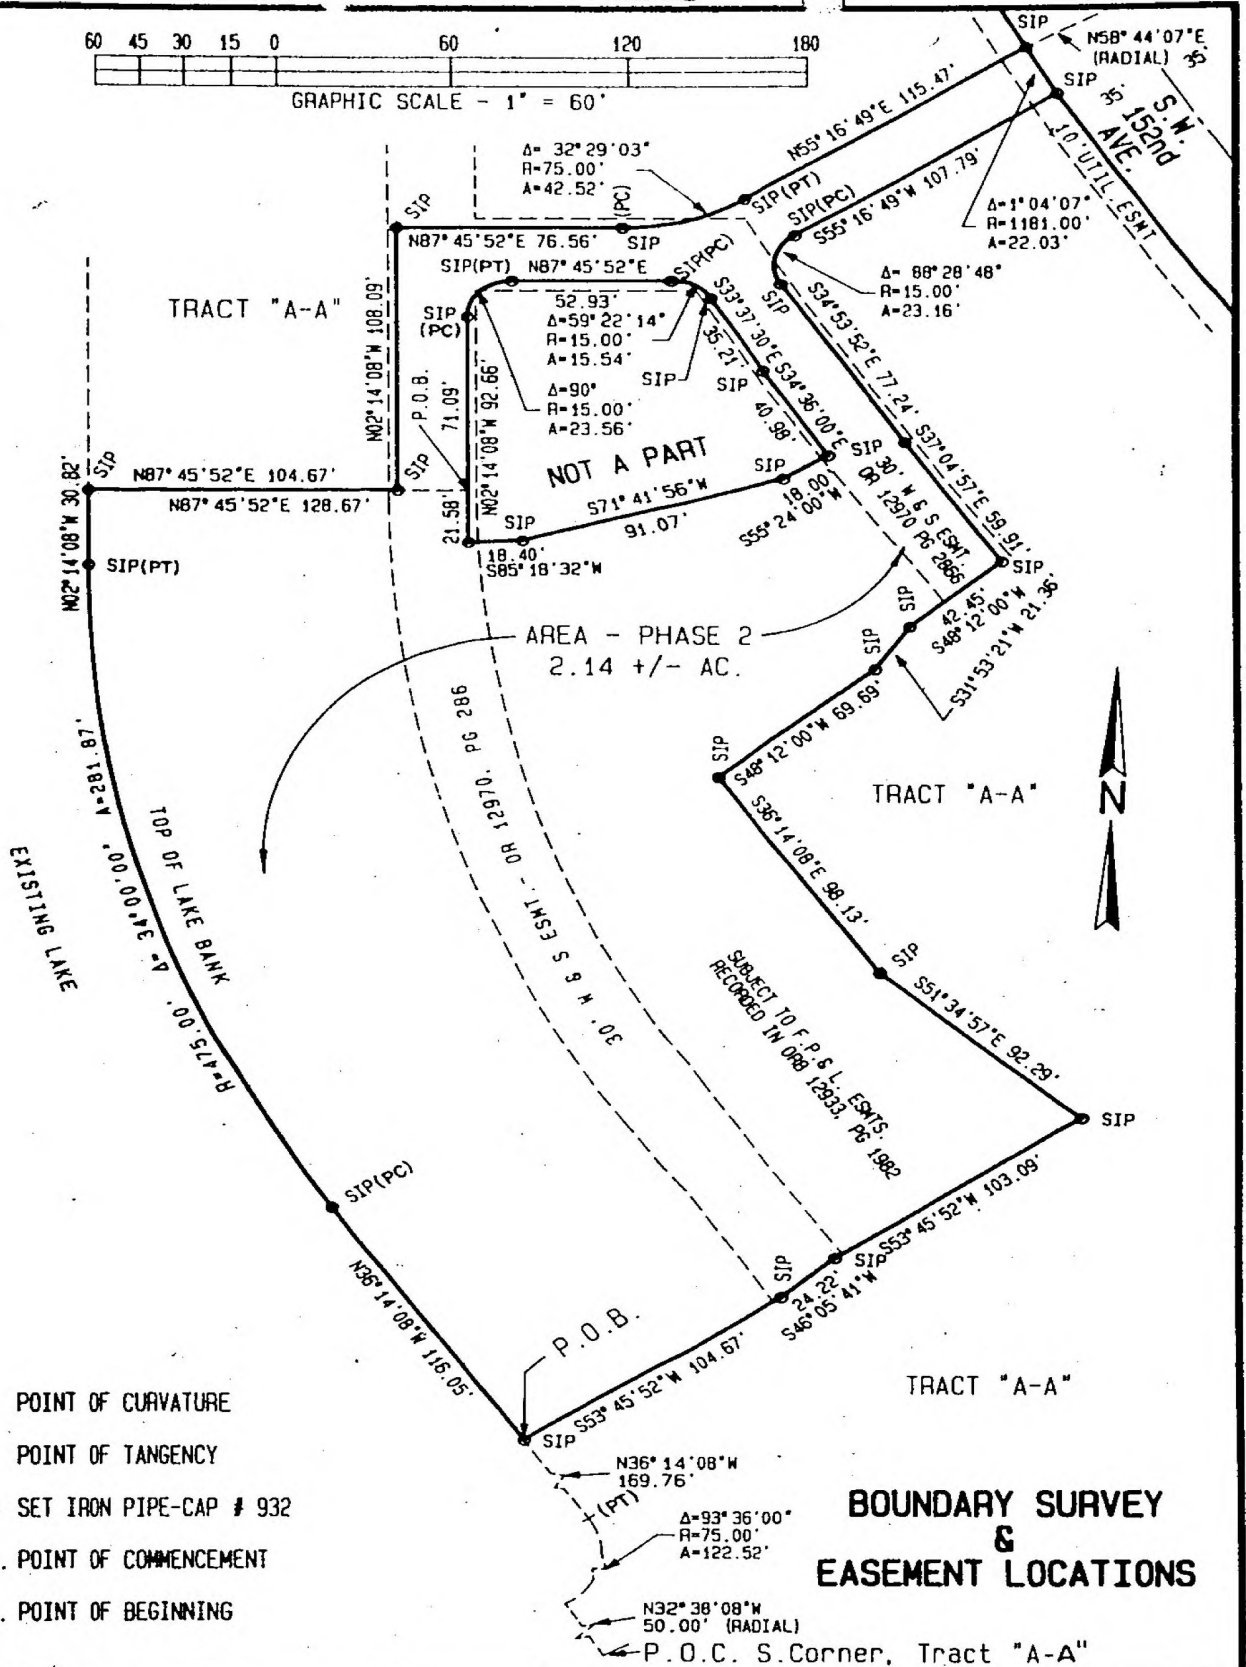 60 45 30 15 0 60 120 180
GRAPHIC SCALE - 1" = 60'
SIP
N58°44'07"E
(RADIAL)
35'
35'
SIP
S.W.
152nd
AVE.
10' UTIL ESMT
N55°16'49"E 115.47'
Δ= 32°29'03"
R=75.00'
A=42.52'
SIP(PT)
SIP(PC)
S55°16'49"W 107.79'
Δ=1°04'07"
R=1181.00'
A=22.03'
SIP
(PC)
SIP
N87°45'52"E 76.56'
SIP(PT)
N87°45'52"E
52.93'
SIP(PC)
Δ= 88°28'48"
R=15.00'
A=23.16'
SIP
TRACT "A-A"
N02°14'08"W 108.09'
SIP
(PC)
Δ=59°22'14"
R=15.00'
A=15.54'
S33°37'30"E
35.21'
SIP
S34°53'52"E 77.24'
P.O.B.
71.09'
N02°14'08"W 92.66'
Δ=90°
R=15.00'
A=23.56'
SIP
S34°36'00"E
40.98'
NOT A PART
SIP
SIP
S37°04'57"E 59.91'
SIP
N87°45'52"E 104.67'
N87°45'52"E 128.67'
SIP
N02°14'08"W 30.82'
SIP(PT)
21.58'
SIP
18.40'
S85°18'32"W
S71°41'56"W
91.07'
18.00'
S55°24'00"W
30' W & S ESMT.
OR 12970 PG 2866
SIP
42.45'
S48°12'00"W
S31°53'21"W 21.36'
SIP
SIP
AREA - PHASE 2
2.14 +/- AC.
S48°12'00"W 69.69'
SIP
TRACT "A-A"
N
A=281.87'
Δ= 34°00'00"
R=475.00'
TOP OF LAKE BANK
EXISTING LAKE
30' W & S ESMT. - OR 12970, PG 286
S36°14'08"E 98.13'
SIP
SUBJECT TO F.P.& L. ESMTS.
RECORDED IN ORB 12933, PG 1982
S51°34'57"E 92.29'
SIP
SIP(PC)
S53°45'52"W 103.09'
SIP
SIP
24.22'
S46°05'41"W
N36°14'08"W 116.05'
P.O.B.
S53°45'52"W 104.67'
SIP
TRACT "A-A"
POINT OF CURVATURE
POINT OF TANGENCY
SET IRON PIPE-CAP # 932
. POINT OF COMMENCEMENT
. POINT OF BEGINNING
N36°14'08"W
169.76'
(PT)
Δ=93°36'00"
R=75.00'
A=122.52'
N32°38'08"W
50.00' (RADIAL)
P.O.C. S.Corner, Tract "A-A"
BOUNDARY SURVEY
&
EASEMENT LOCATIONS